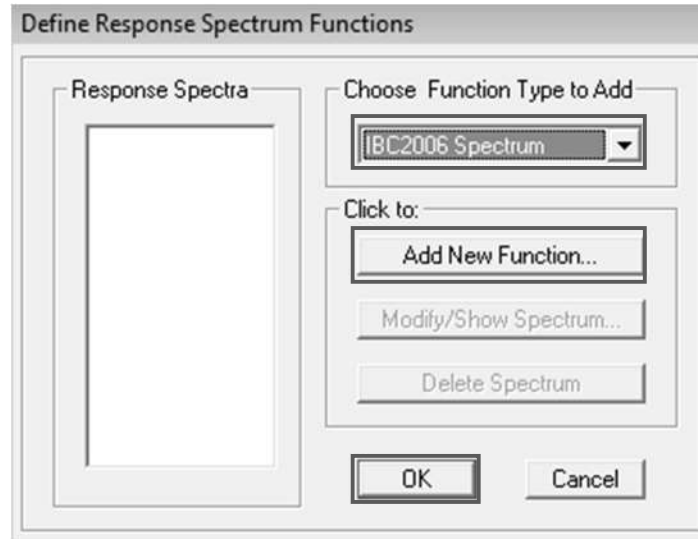 Define Response Spectrum Functions
Response Spectra
Choose Function Type to Add
IBC2006 Spectrum
Click to:
Add New Function...
Modify/Show Spectrum...
Delete Spectrum
OK
Cancel